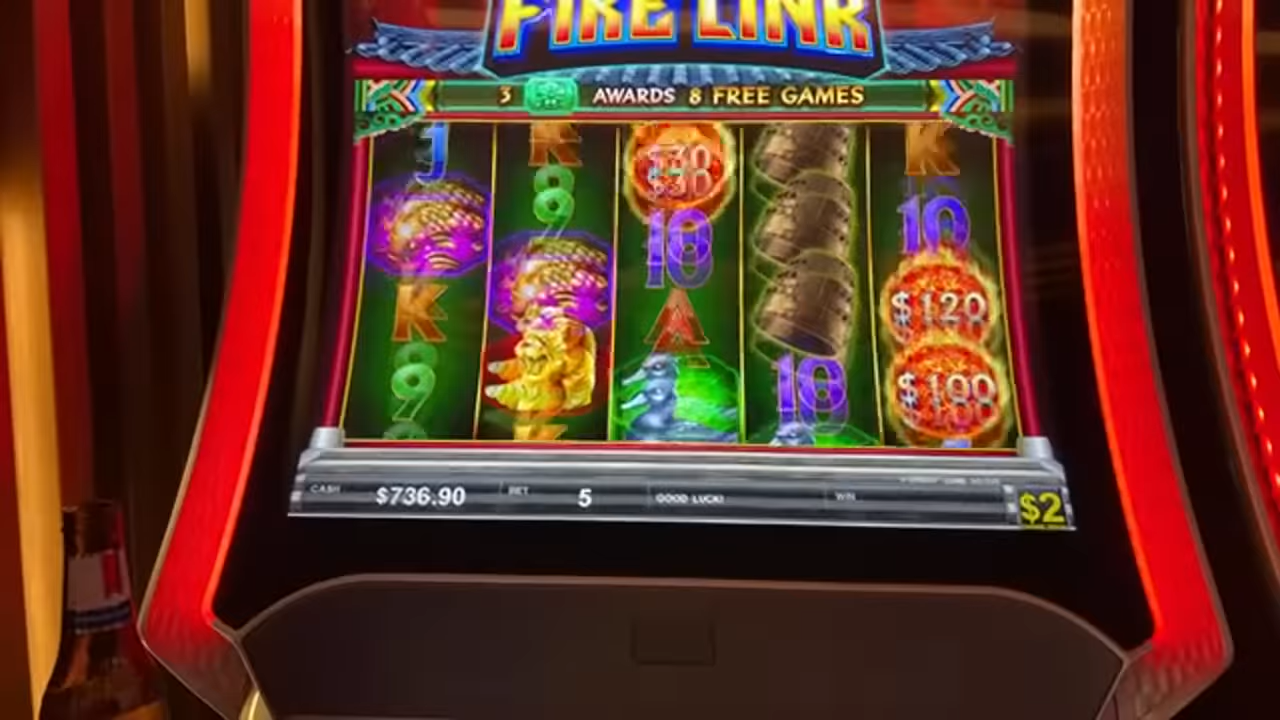 FIRE LINK
3 AWARDS 8 FREE GAMES
J K $30 $30 K
9 10 10
K A $120
9 10 $100
CASH $736.90 BET 5 GOOD LUCK! WIN $2